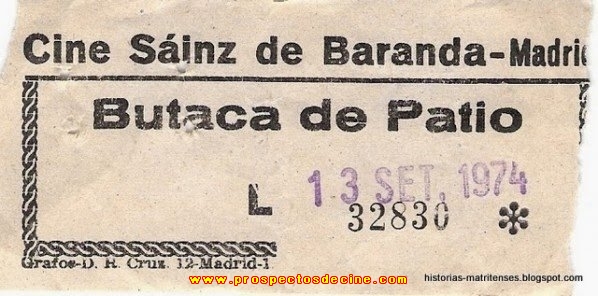 Cine Sáinz de Baranda-Madrid
Butaca de Patio
L 13 SET. 1974
32830 *
Grafos-D. R. Cruz. 12-Madrid-1
www.prospectosdecine.com
historias-matritenses.blogspot.com